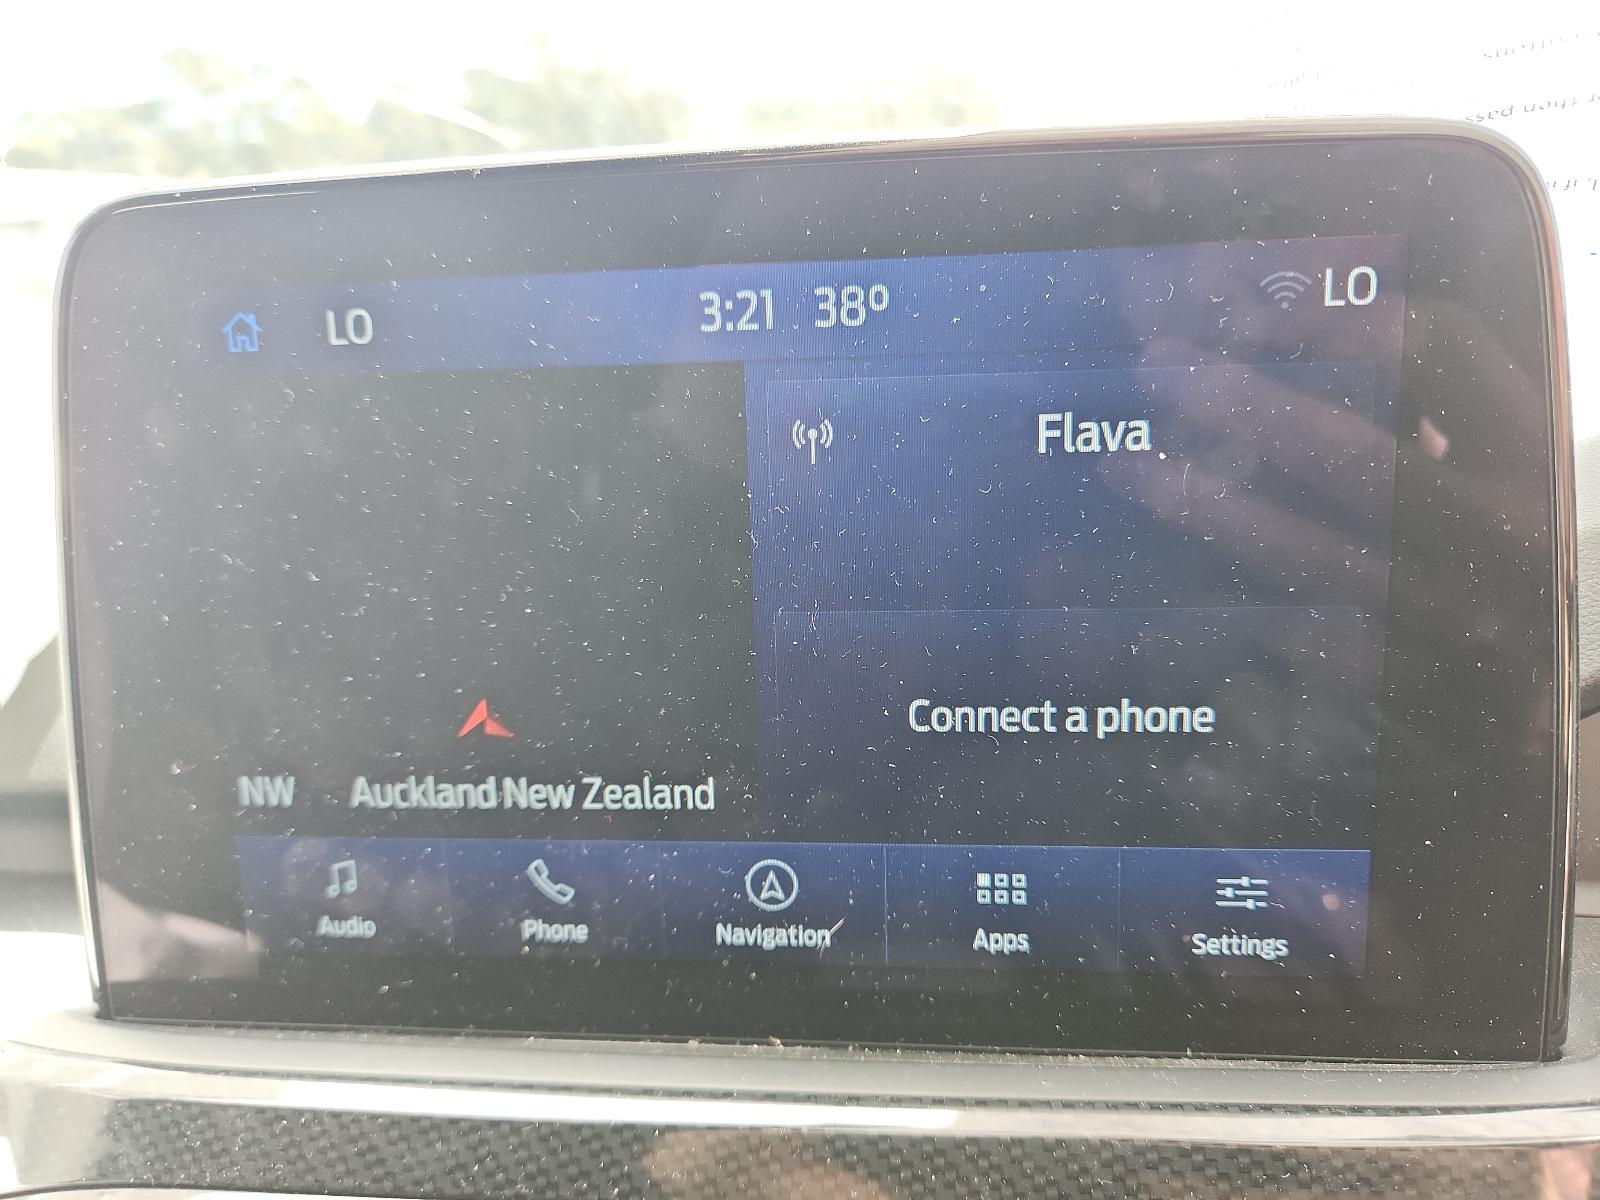 LO 3:21 38° LO
Flava
Connect a phone
NW Auckland New Zealand
Audio Phone Navigation Apps Settings